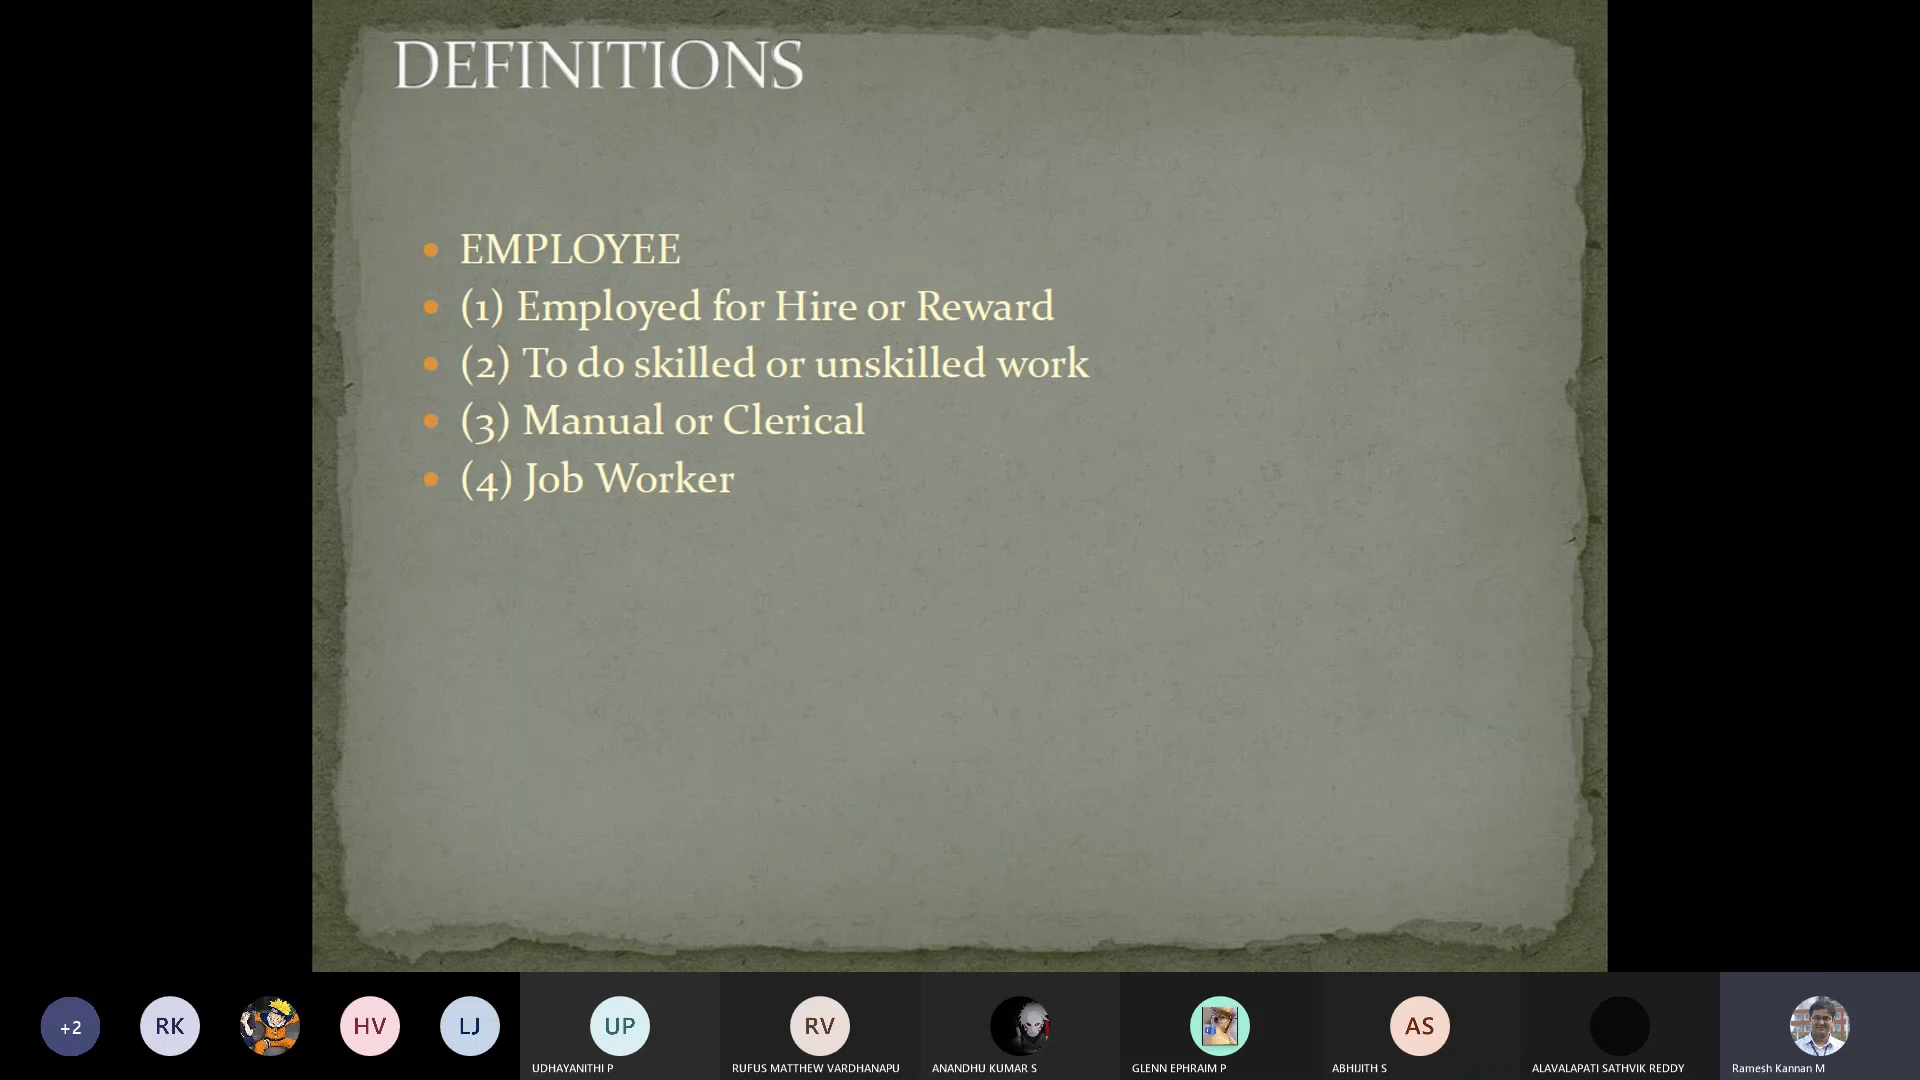 DEFINITIONS
EMPLOYEE
(1) Employed for Hire or Reward
(2) To do skilled or unskilled work
(3) Manual or Clerical
(4) Job Worker
+2
RK
HV
LJ
UP
RV
AS
UDHAYANITHI P
RUFUS MATTHEW VARDHANAPU
ANANDHU KUMAR S
GLENN EPHRAIM P
ABHIJITH S
ALAVALAPATI SATHVIK REDDY
Ramesh Kannan M